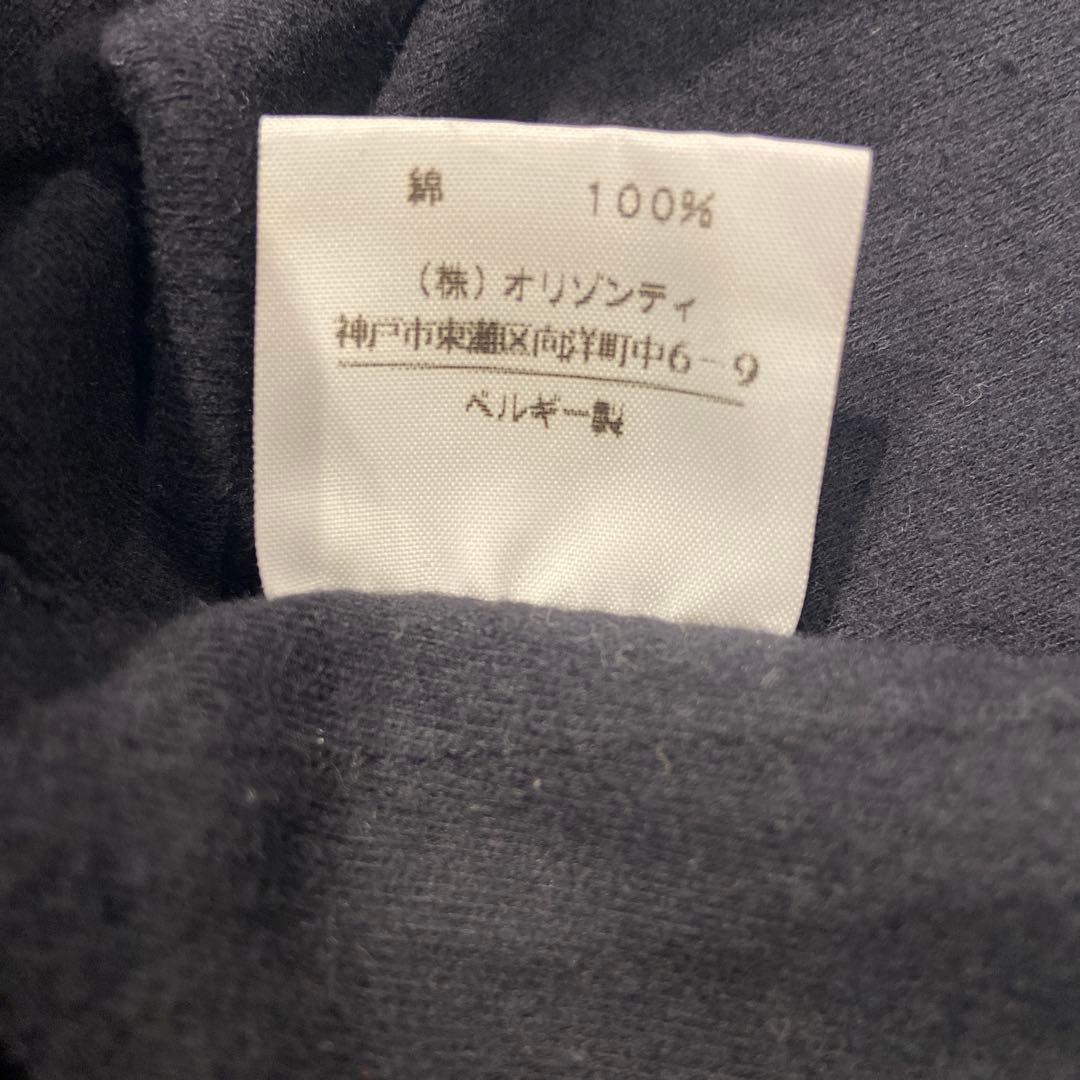 綿 100%
(株)オリゾンティ
神戸市東灘区向洋町中6-9
ベルギー製